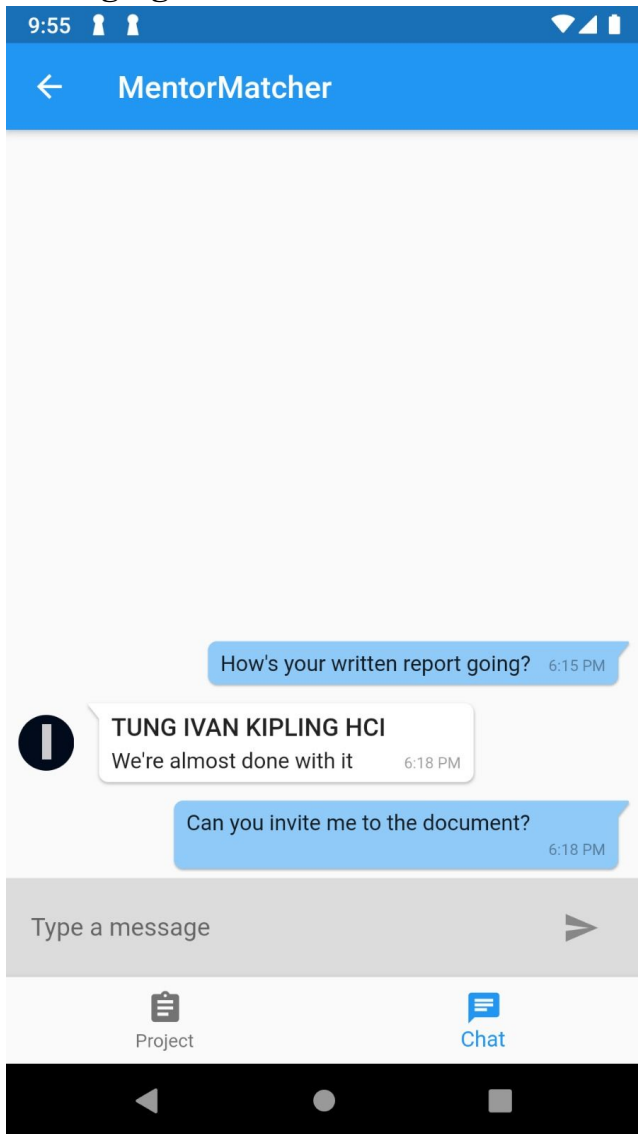 9:55
MentorMatcher
How's your written report going? 6:15 PM
TUNG IVAN KIPLING HCI
We're almost done with it 6:18 PM
Can you invite me to the document?
6:18 PM
Type a message
Project Chat